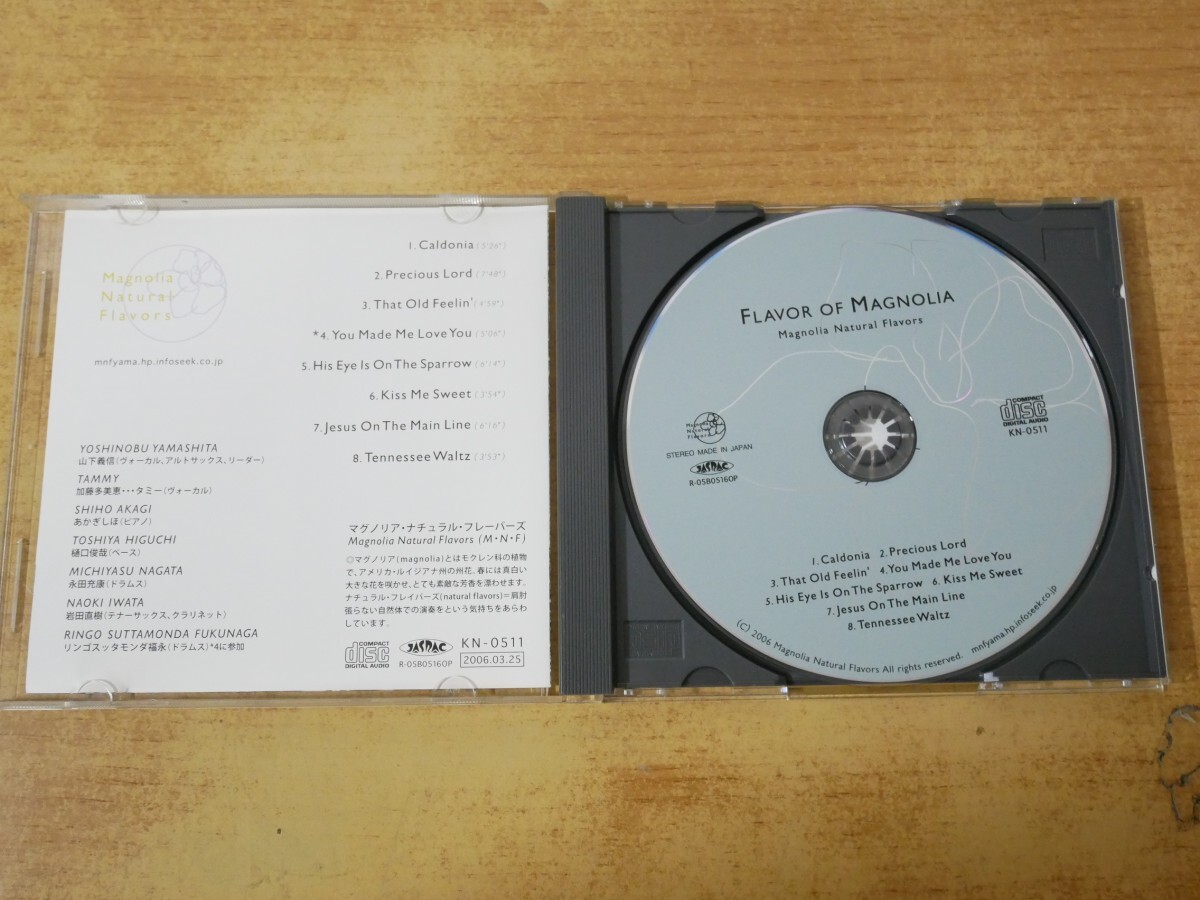 Magnolia
Natural
Flavors
mnfyama.hp.infoseek.co.jp
1. Caldonia (3'26")
2. Precious Lord (7'48")
3. That Old Feelin' (4'59")
*4. You Made Me Love You (5'06")
5. His Eye Is On The Sparrow (6'14")
6. Kiss Me Sweet (3'54")
7. Jesus On The Main Line (6'16")
8. Tennessee Waltz (3'53")
YOSHINOBU YAMASHITA
山下義信(ヴォーカル、アルトサックス、リーダー)
TAMMY
加藤多美恵・・・タミー(ヴォーカル)
SHIHO AKAGI
あかぎしほ(ピアノ)
TOSHIYA HIGUCHI
樋口俊哉(ベース)
MICHIYASU NAGATA
永田充康(ドラムス)
NAOKI IWATA
岩田直樹(テナーサックス、クラリネット)
RINGO SUTTAMONDA FUKUNAGA
リンゴスッタモンダ福永(ドラムス)*4に参加
マグノリア・ナチュラル・フレーバーズ
Magnolia Natural Flavors (M・N・F)
◎マグノリア(magnolia)とはモクレン科の植物
で、アメリカ・ルイジアナ州の州花。春には真白い
大きな花を咲かせ、とても素敵な芳香を漂わせます。
ナチュラル・フレイバーズ(natural flavors)=肩肘
張らない自然体での演奏をという気持ちをあらわ
しています。
COMPACT
disc
DIGITAL AUDIO
JASRAC
R-05B0516OP
KN-0511
2006.03.25
FLAVOR OF MAGNOLIA
Magnolia Natural Flavors
Magnolia
Natural
Flavors
STEREO MADE IN JAPAN
JASRAC
R-05B0516OP
COMPACT
disc
DIGITAL AUDIO
KN-0511
1. Caldonia 2. Precious Lord
3. That Old Feelin' 4. You Made Me Love You
5. His Eye Is On The Sparrow 6. Kiss Me Sweet
7. Jesus On The Main Line
8. Tennessee Waltz
(C) 2006 Magnolia Natural Flavors All rights reserved. mnfyama.hp.infoseek.co.jp